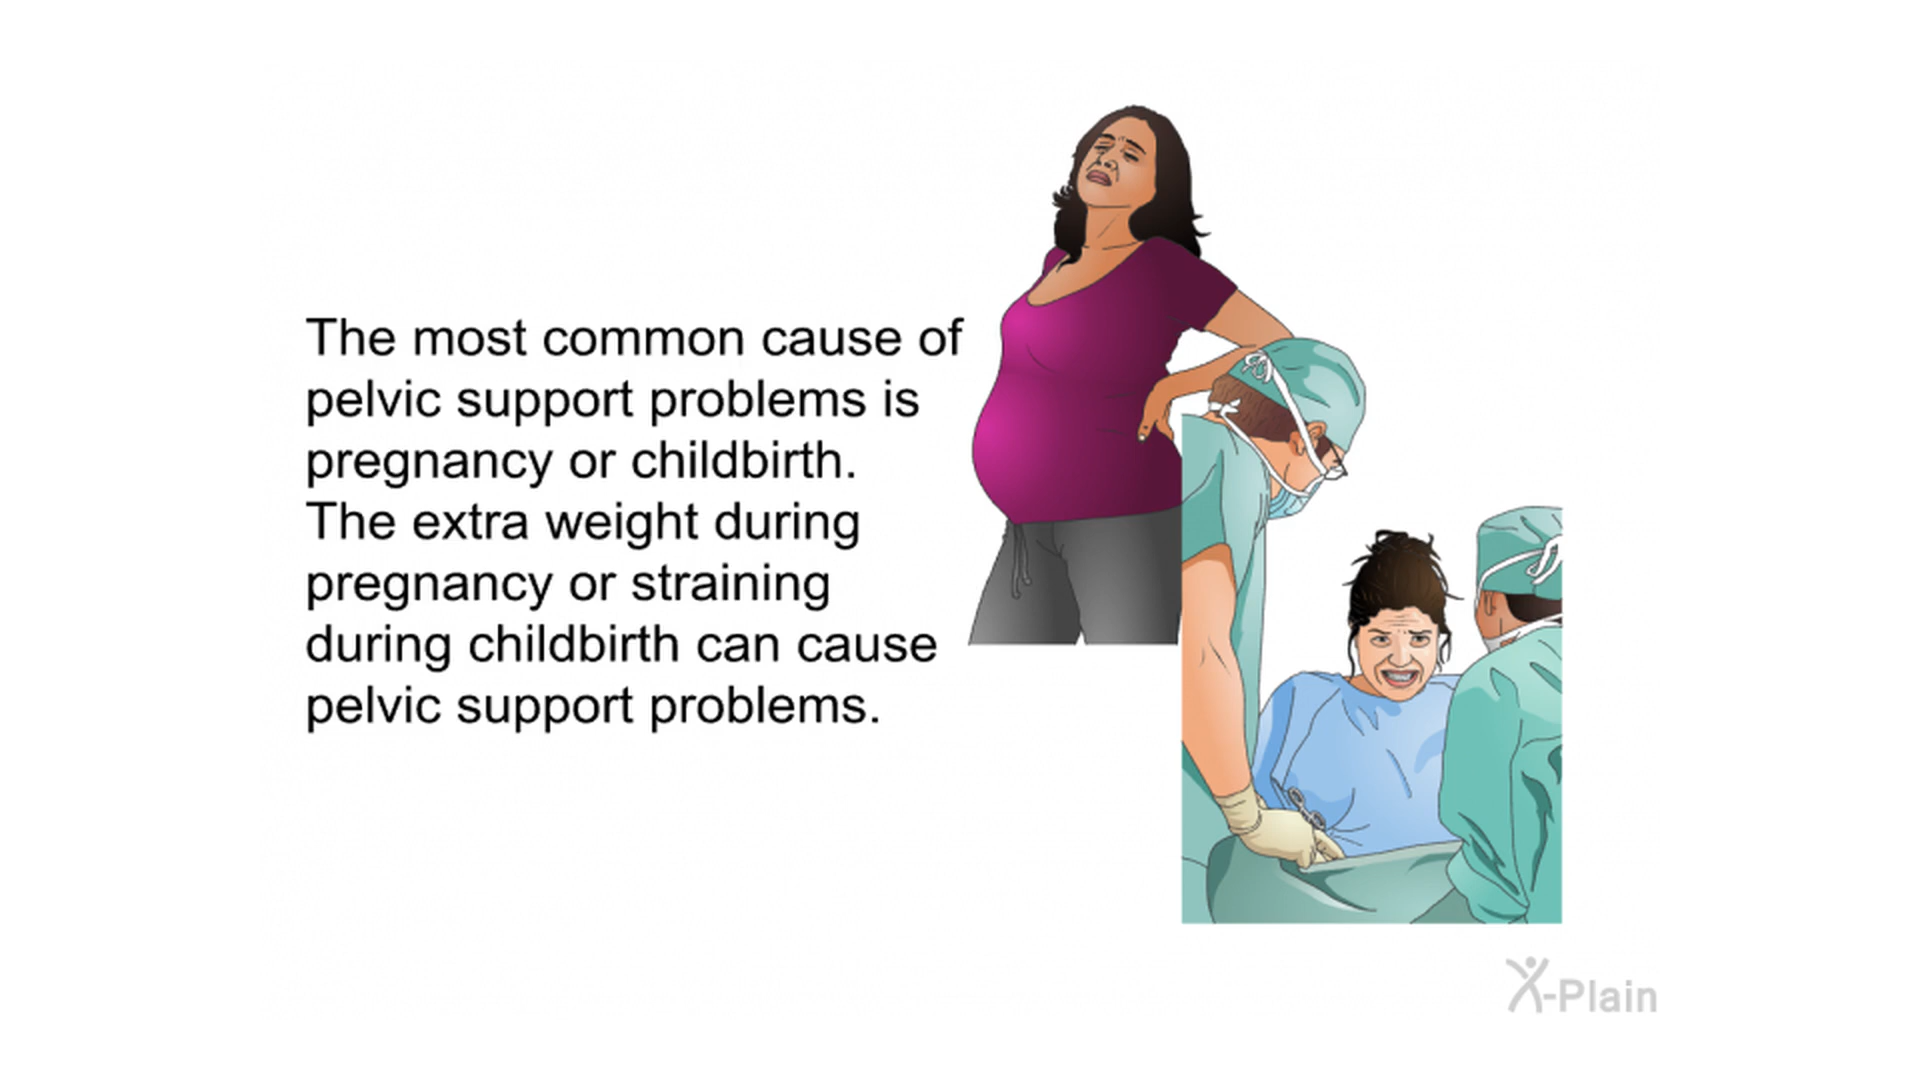 The most common cause of
pelvic support problems is
pregnancy or childbirth.
The extra weight during
pregnancy or straining
during childbirth can cause
pelvic support problems.
X-Plain